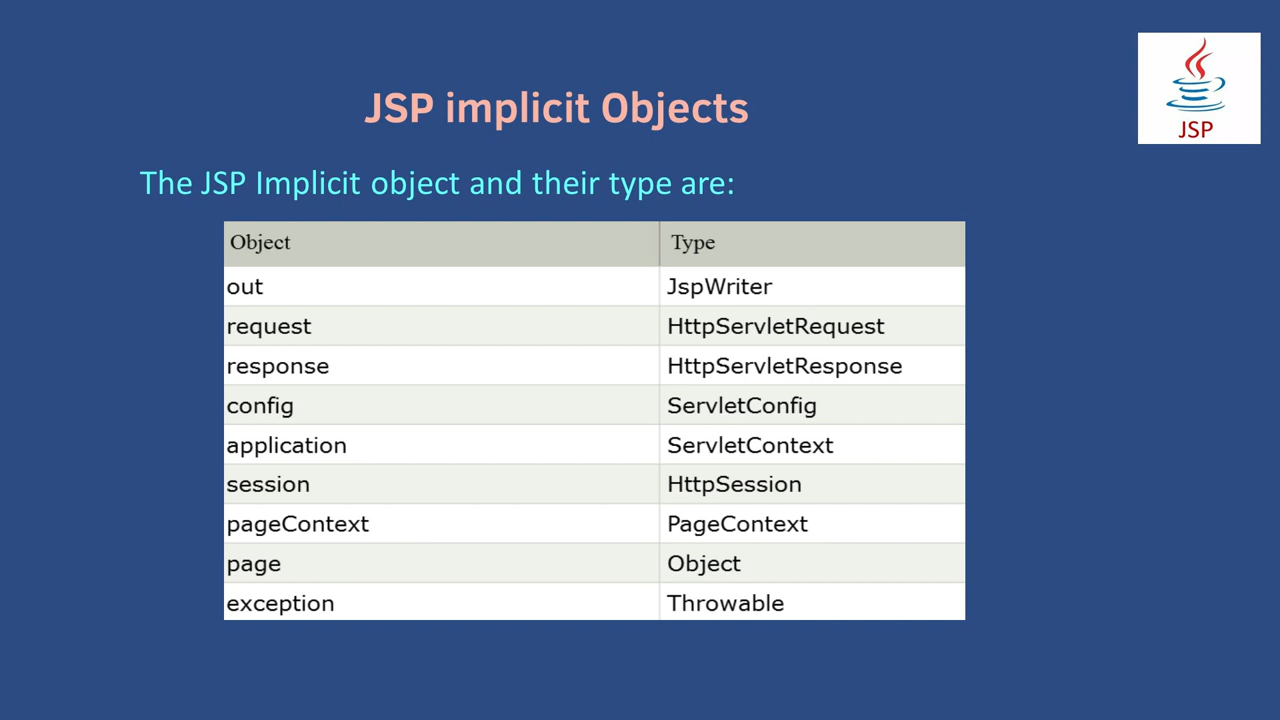 JSP
JSP implicit Objects
The JSP Implicit object and their type are:
Object Type
out JspWriter
request HttpServletRequest
response HttpServletResponse
config ServletConfig
application ServletContext
session HttpSession
pageContext PageContext
page Object
exception Throwable